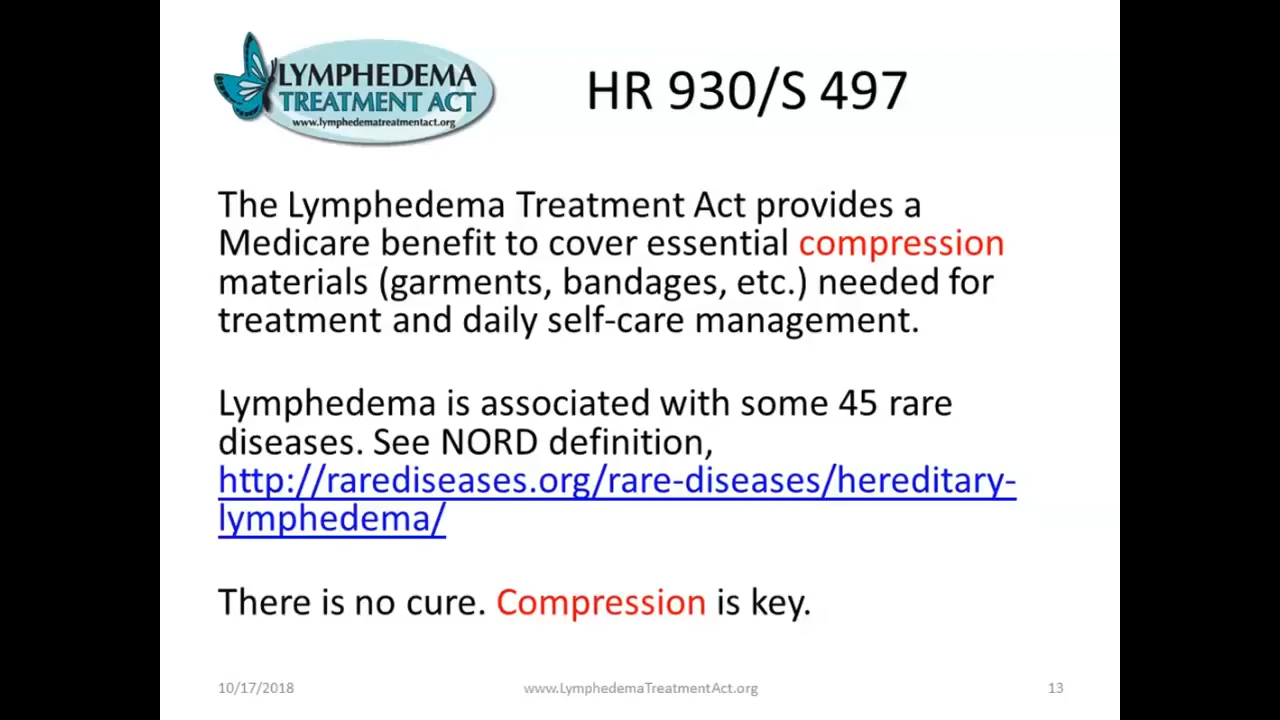 LYMPHEDEMA
TREATMENT ACT
www.lymphedematreatmentact.org
HR 930/S 497
The Lymphedema Treatment Act provides a
Medicare benefit to cover essential compression
materials (garments, bandages, etc.) needed for
treatment and daily self-care management.
Lymphedema is associated with some 45 rare
diseases. See NORD definition,
http://rarediseases.org/rare-diseases/hereditary-
lymphedema/
There is no cure. Compression is key.
10/17/2018
www.LymphedemaTreatmentAct.org
13